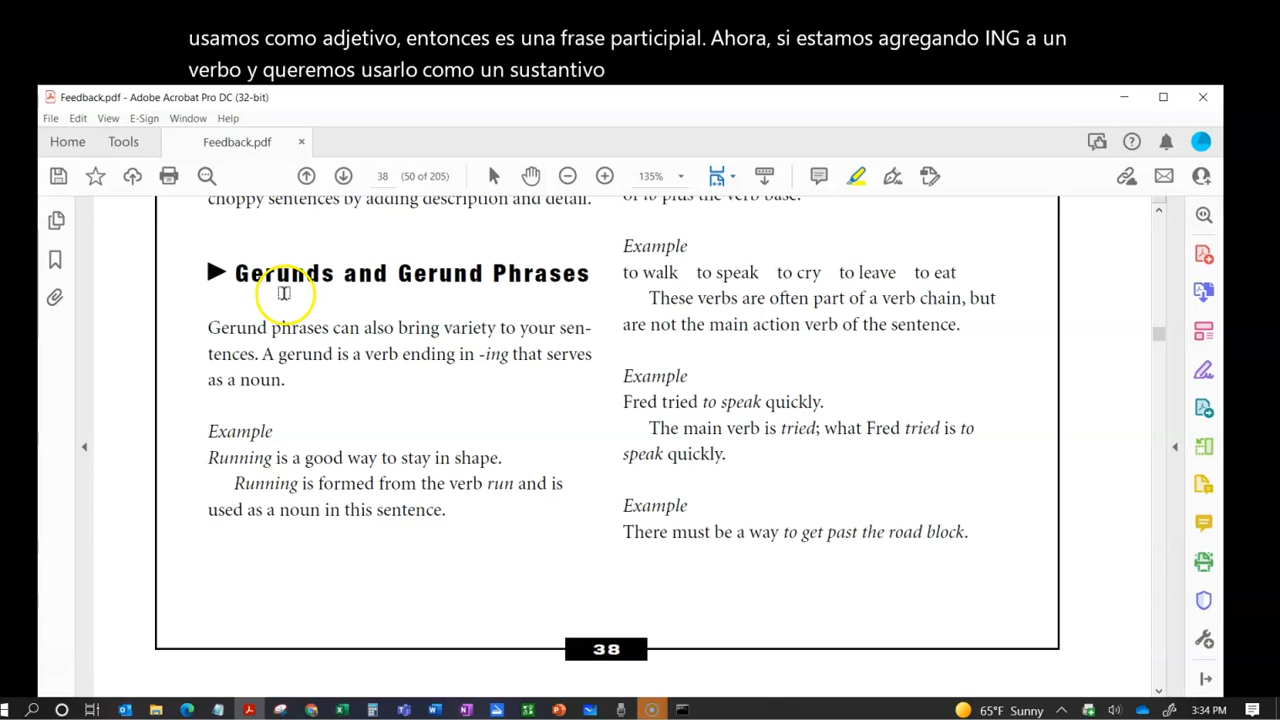 usamos como adjetivo, entonces es una frase participial. Ahora, si estamos agregando ING a un
verbo y queremos usarlo como un sustantivo
Feedback.pdf - Adobe Acrobat Pro DC (32-bit)
File Edit View E-Sign Window Help
Home Tools Feedback.pdf ×
38 (50 of 205) 135%
choppy sentences by adding description and detail.
► Gerunds and Gerund Phrases
Gerund phrases can also bring variety to your sen-
tences. A gerund is a verb ending in -ing that serves
as a noun.
Example
Running is a good way to stay in shape.
Running is formed from the verb run and is
used as a noun in this sentence.
of to plus the verb base.
Example
to walk to speak to cry to leave to eat
These verbs are often part of a verb chain, but
are not the main action verb of the sentence.
Example
Fred tried to speak quickly.
The main verb is tried; what Fred tried is to
speak quickly.
Example
There must be a way to get past the road block.
38
65°F Sunny 3:34 PM